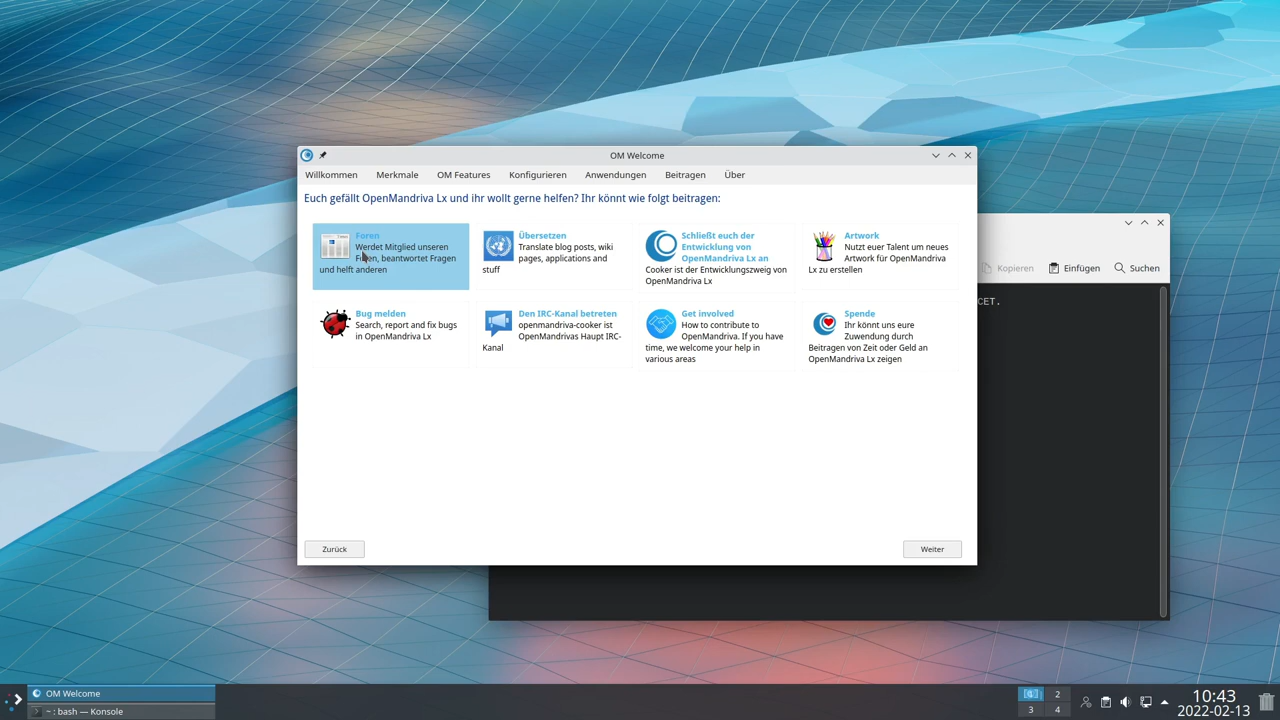 OM Welcome
Willkommen Merkmale OM Features Konfigurieren Anwendungen Beitragen Über
Euch gefällt OpenMandriva Lx und ihr wollt gerne helfen? Ihr könnt wie folgt beitragen:
Foren
Werdet Mitglied unseren
Foren, beantwortet Fragen
und helft anderen
Übersetzen
Translate blog posts, wiki
pages, applications and
stuff
Schließt euch der
Entwicklung von
OpenMandriva Lx an
Cooker ist der Entwicklungszweig von
OpenMandriva Lx
Artwork
Nutzt euer Talent um neues
Artwork für OpenMandriva
Lx zu erstellen
Bug melden
Search, report and fix bugs
in OpenMandriva Lx
Den IRC-Kanal betreten
openmandriva-cooker ist
OpenMandrivas Haupt IRC-
Kanal
Get involved
How to contribute to
OpenMandriva. If you have
time, we welcome your help in
various areas
Spende
Ihr könnt uns eure
Zuwendung durch
Beitragen von Zeit oder Geld an
OpenMandriva Lx zeigen
Zurück
Weiter
Kopieren Einfügen Suchen
CET.
OM Welcome
~ : bash — Konsole
1 2
3 4
10:43
2022-02-13